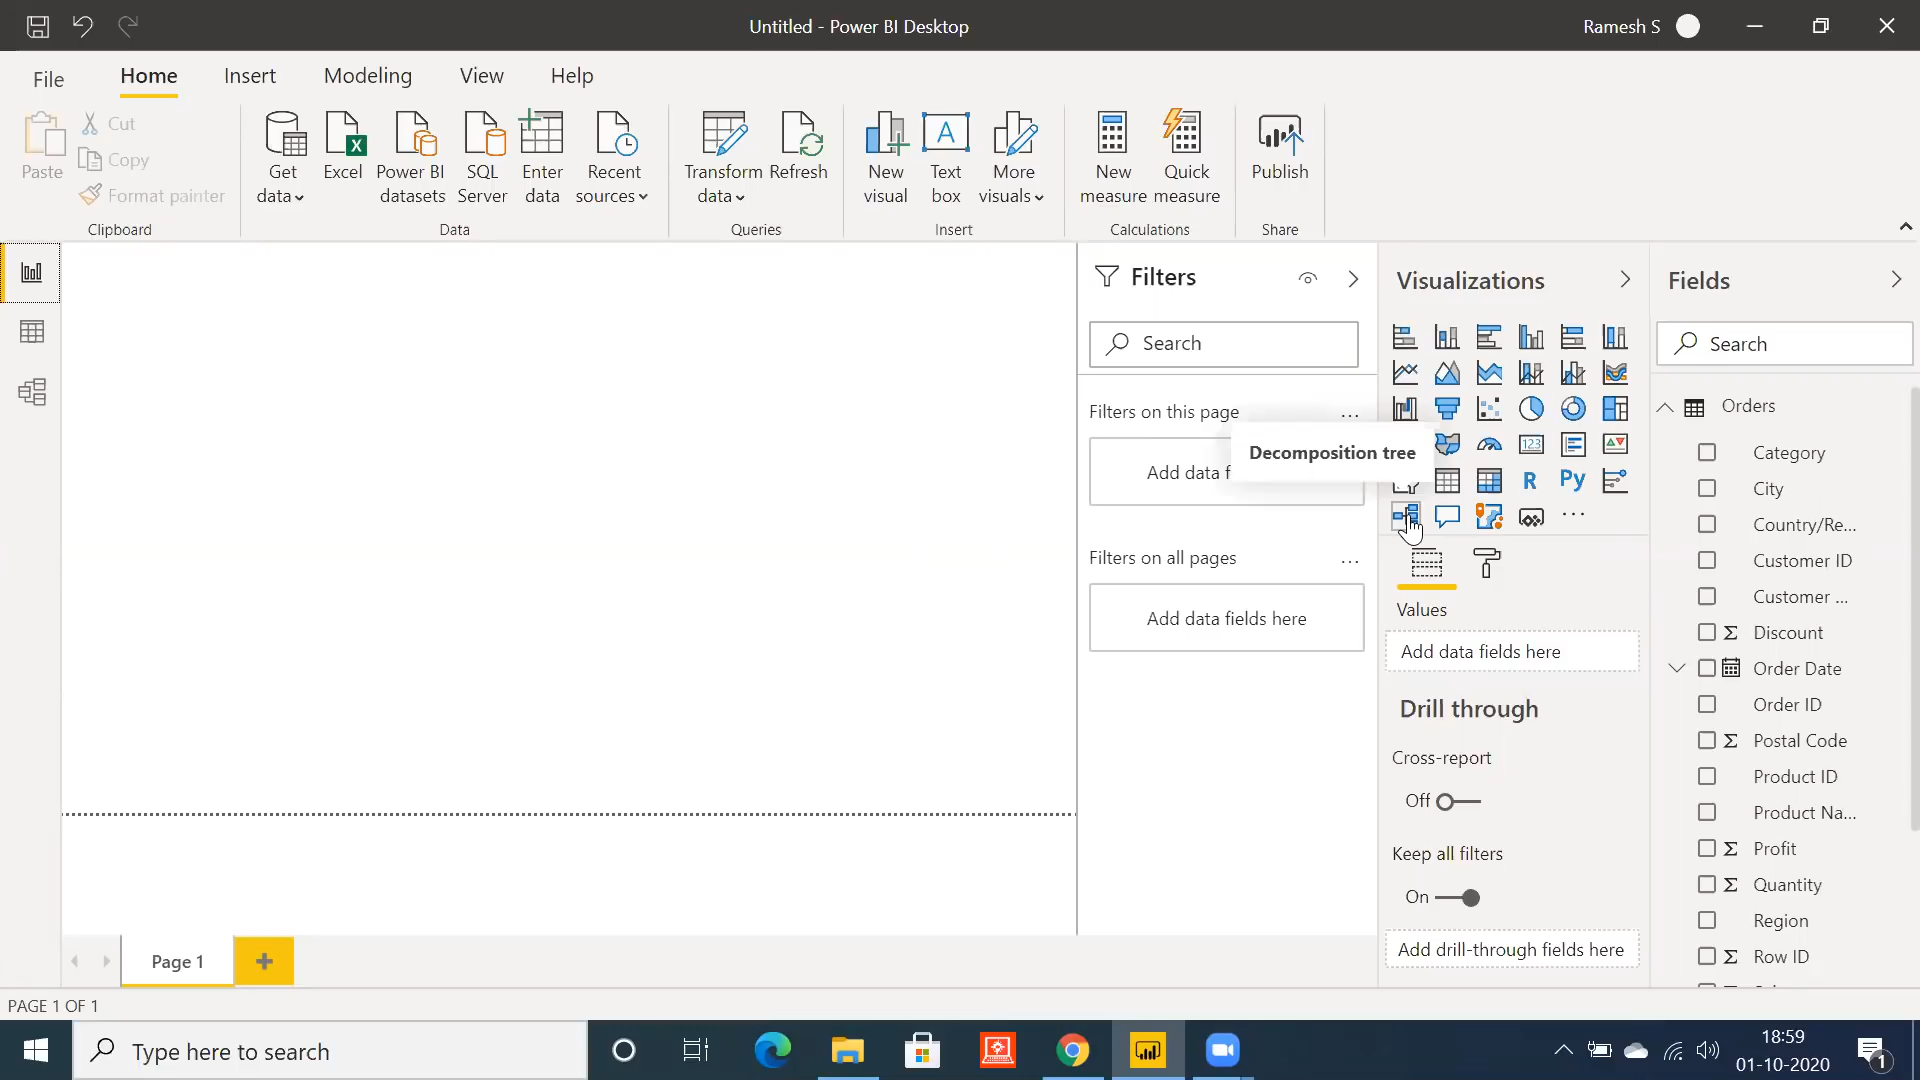 Untitled - Power BI Desktop
Ramesh S
File
Home
Insert
Modeling
View
Help
Paste
Cut
Copy
Format painter
Clipboard
Get
data
Excel
Power BI
datasets
SQL
Server
Enter
data
Recent
sources
Data
Transform
data
Refresh
Queries
New
visual
Text
box
More
visuals
Insert
New
measure
Quick
measure
Calculations
Publish
Share
Filters
Search
Filters on this page
...
Add data f
Filters on all pages
...
Add data fields here
Visualizations
Decomposition tree
123
R
Py
...
Values
Add data fields here
Drill through
Cross-report
Off
Keep all filters
On
Add drill-through fields here
Fields
Search
Orders
Category
City
Country/Re...
Customer ID
Customer ...
Σ Discount
Order Date
Order ID
Σ Postal Code
Product ID
Product Na...
Σ Profit
Σ Quantity
Region
Σ Row ID
Page 1
PAGE 1 OF 1
Type here to search
18:59
01-10-2020
1